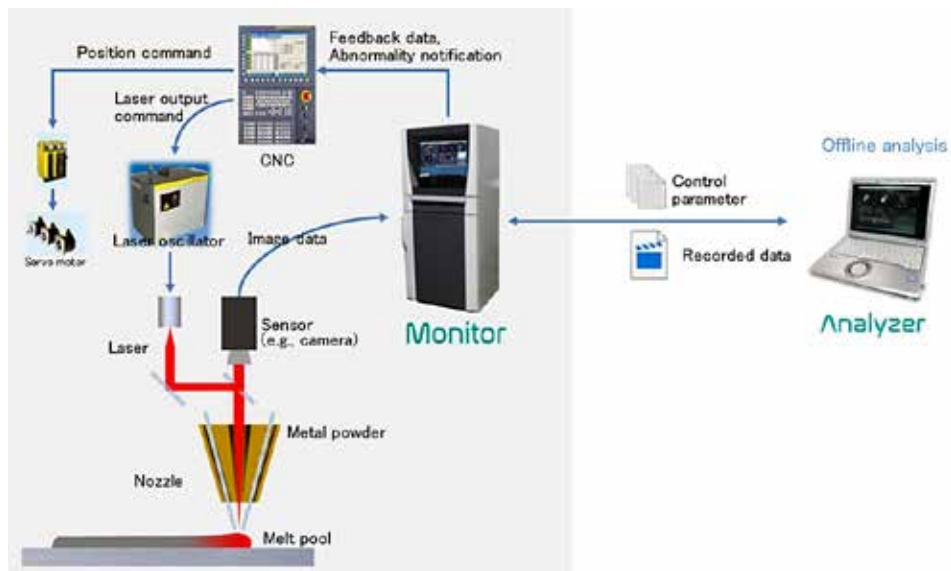 Position command
Feedback data,
Abnormality notification
Laser output
command
CNC
Laser oscillator
Servo motor
Image data
Sensor
(e.g., camera)
Laser
Monitor
Metal powder
Nozzle
Melt pool
Offline analysis
Control
parameter
Recorded data
Analyzer